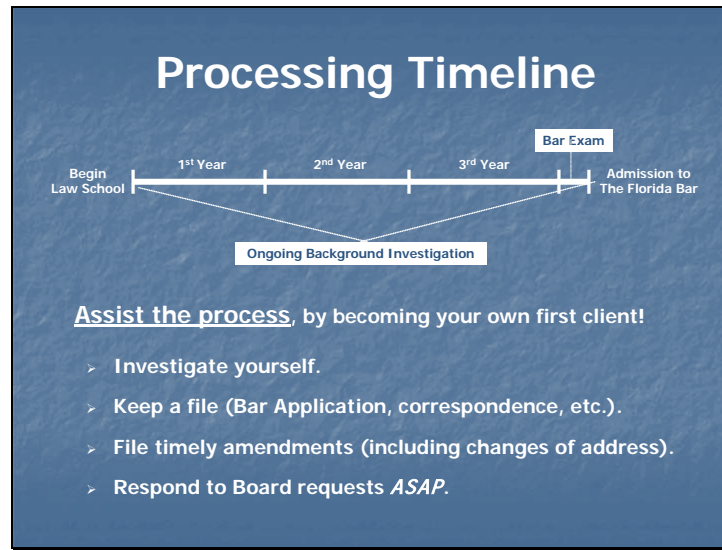 Processing Timeline
Bar Exam
1st Year
2nd Year
3rd Year
Begin
Law School
Admission to
The Florida Bar
Ongoing Background Investigation
Assist the process, by becoming your own first client!
➢ Investigate yourself.
➢ Keep a file (Bar Application, correspondence, etc.).
➢ File timely amendments (including changes of address).
➢ Respond to Board requests ASAP.